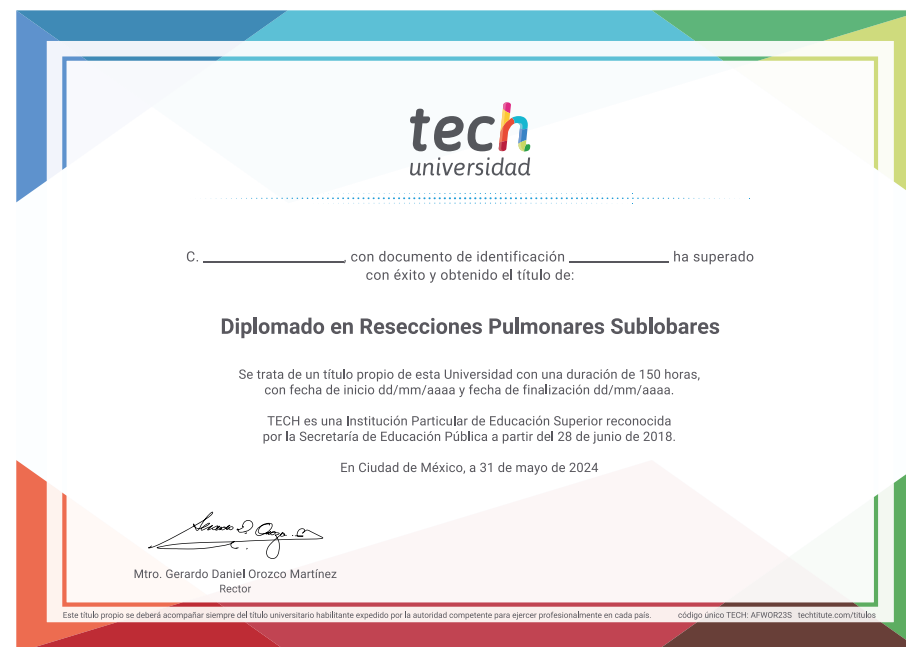 tech
universidad
C. ____________, con documento de identificación ____________ ha superado
con éxito y obtenido el título de:
Diplomado en Resecciones Pulmonares Sublobares
Se trata de un título propio de esta Universidad con una duración de 150 horas,
con fecha de inicio dd/mm/aaaa y fecha de finalización dd/mm/aaaa.
TECH es una Institución Particular de Educación Superior reconocida
por la Secretaría de Educación Pública a partir del 28 de junio de 2018.
En Ciudad de México, a 31 de mayo de 2024
Mtro. Gerardo Daniel Orozco Martínez
Rector
Este título propio se deberá acompañar siempre del título universitario habilitante expedido por la autoridad competente para ejercer profesionalmente en cada país. código único TECH: AFWOR23S techtitute.com/titulos